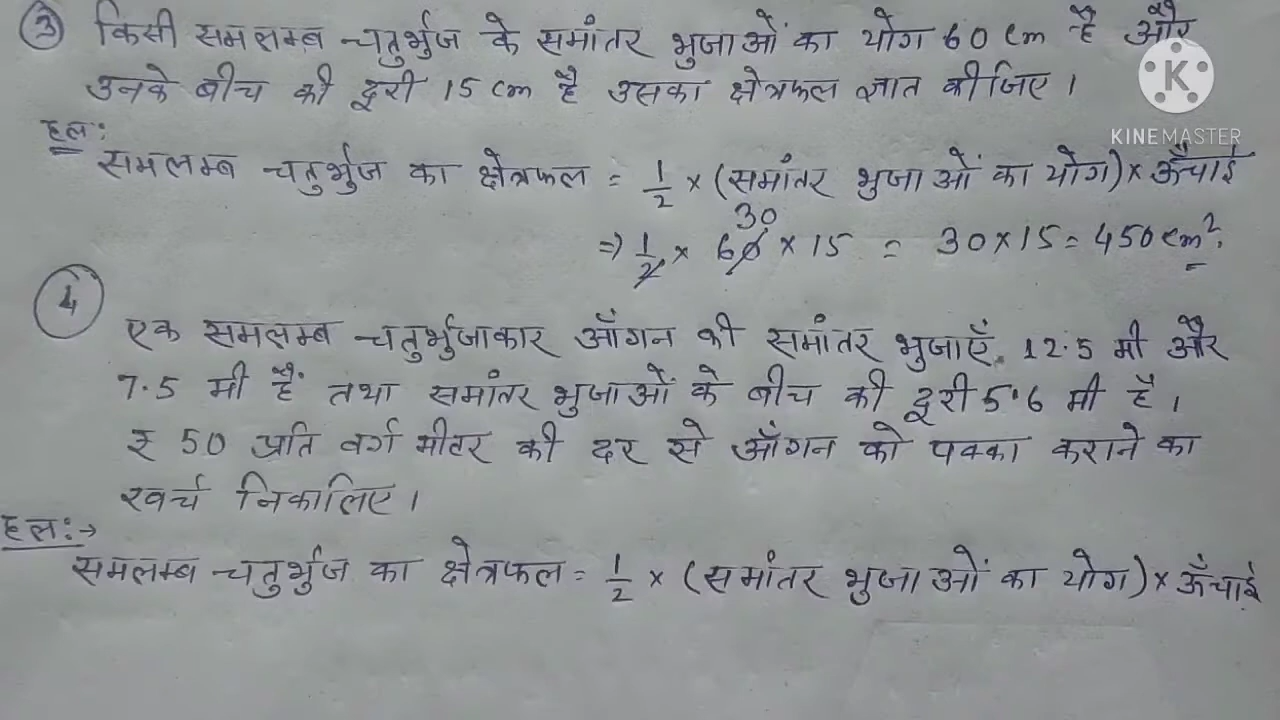 ③ किसी समलम्ब चतुर्भुज के समांतर भुजाओं का योग 60 cm है और
उनके बीच की दूरी 15 cm है उसका क्षेत्रफल ज्ञात कीजिए।
हल:
समलम्ब चतुर्भुज का क्षेत्रफल = 1/2 × (समांतर भुजाओं का योग) × ऊँचाई
30
⇒ 1/2 × 60 × 15 = 30×15 = 450 cm².
④
एक समलम्ब चतुर्भुजाकार आँगन की समांतर भुजाएँ 12.5 मी और
7.5 मी हैं तथा समांतर भुजाओं के बीच की दूरी 5.6 मी है।
₹ 50 प्रति वर्ग मीटर की दर से आँगन को पक्का कराने का
खर्च निकालिए।
हल:→
समलम्ब चतुर्भुज का क्षेत्रफल = 1/2 × (समांतर भुजाओं का योग) × ऊँचाई
K
KINEMASTER